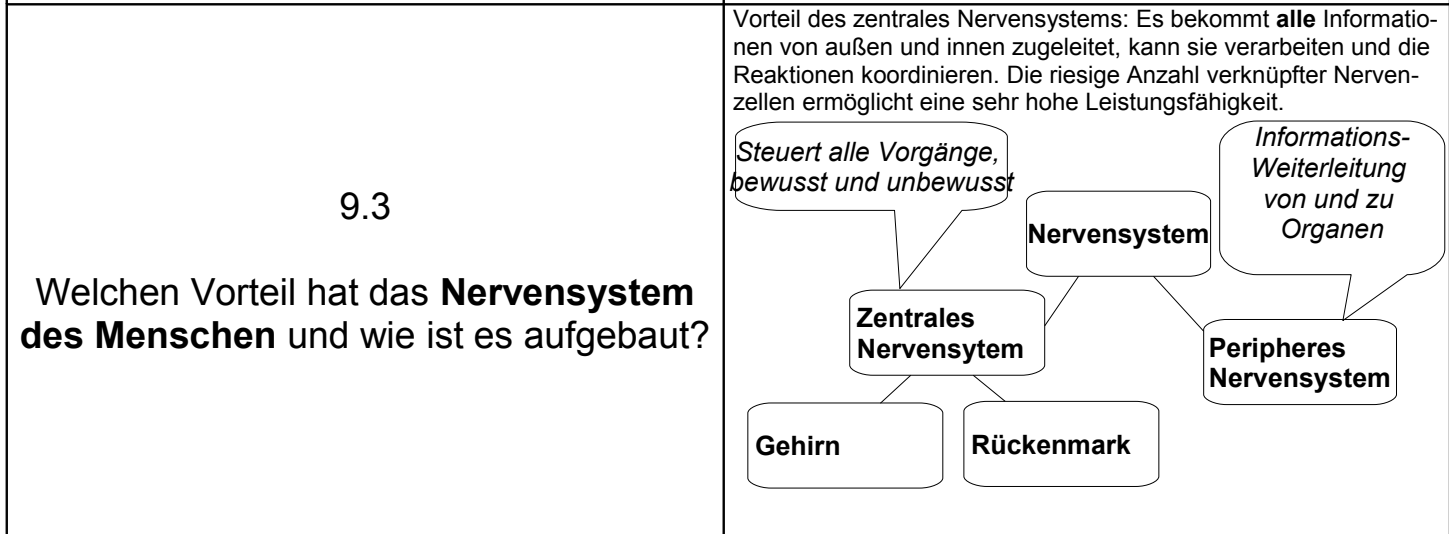 9.3
Welchen Vorteil hat das Nervensystem
des Menschen und wie ist es aufgebaut?
Vorteil des zentrales Nervensystems: Es bekommt alle Informatio-
nen von außen und innen zugeleitet, kann sie verarbeiten und die
Reaktionen koordinieren. Die riesige Anzahl verknüpfter Nerven-
zellen ermöglicht eine sehr hohe Leistungsfähigkeit.
Steuert alle Vorgänge,
bewusst und unbewusst
Informations-
Weiterleitung
von und zu
Organen
Nervensystem
Zentrales
Nervensytem
Peripheres
Nervensystem
Gehirn
Rückenmark